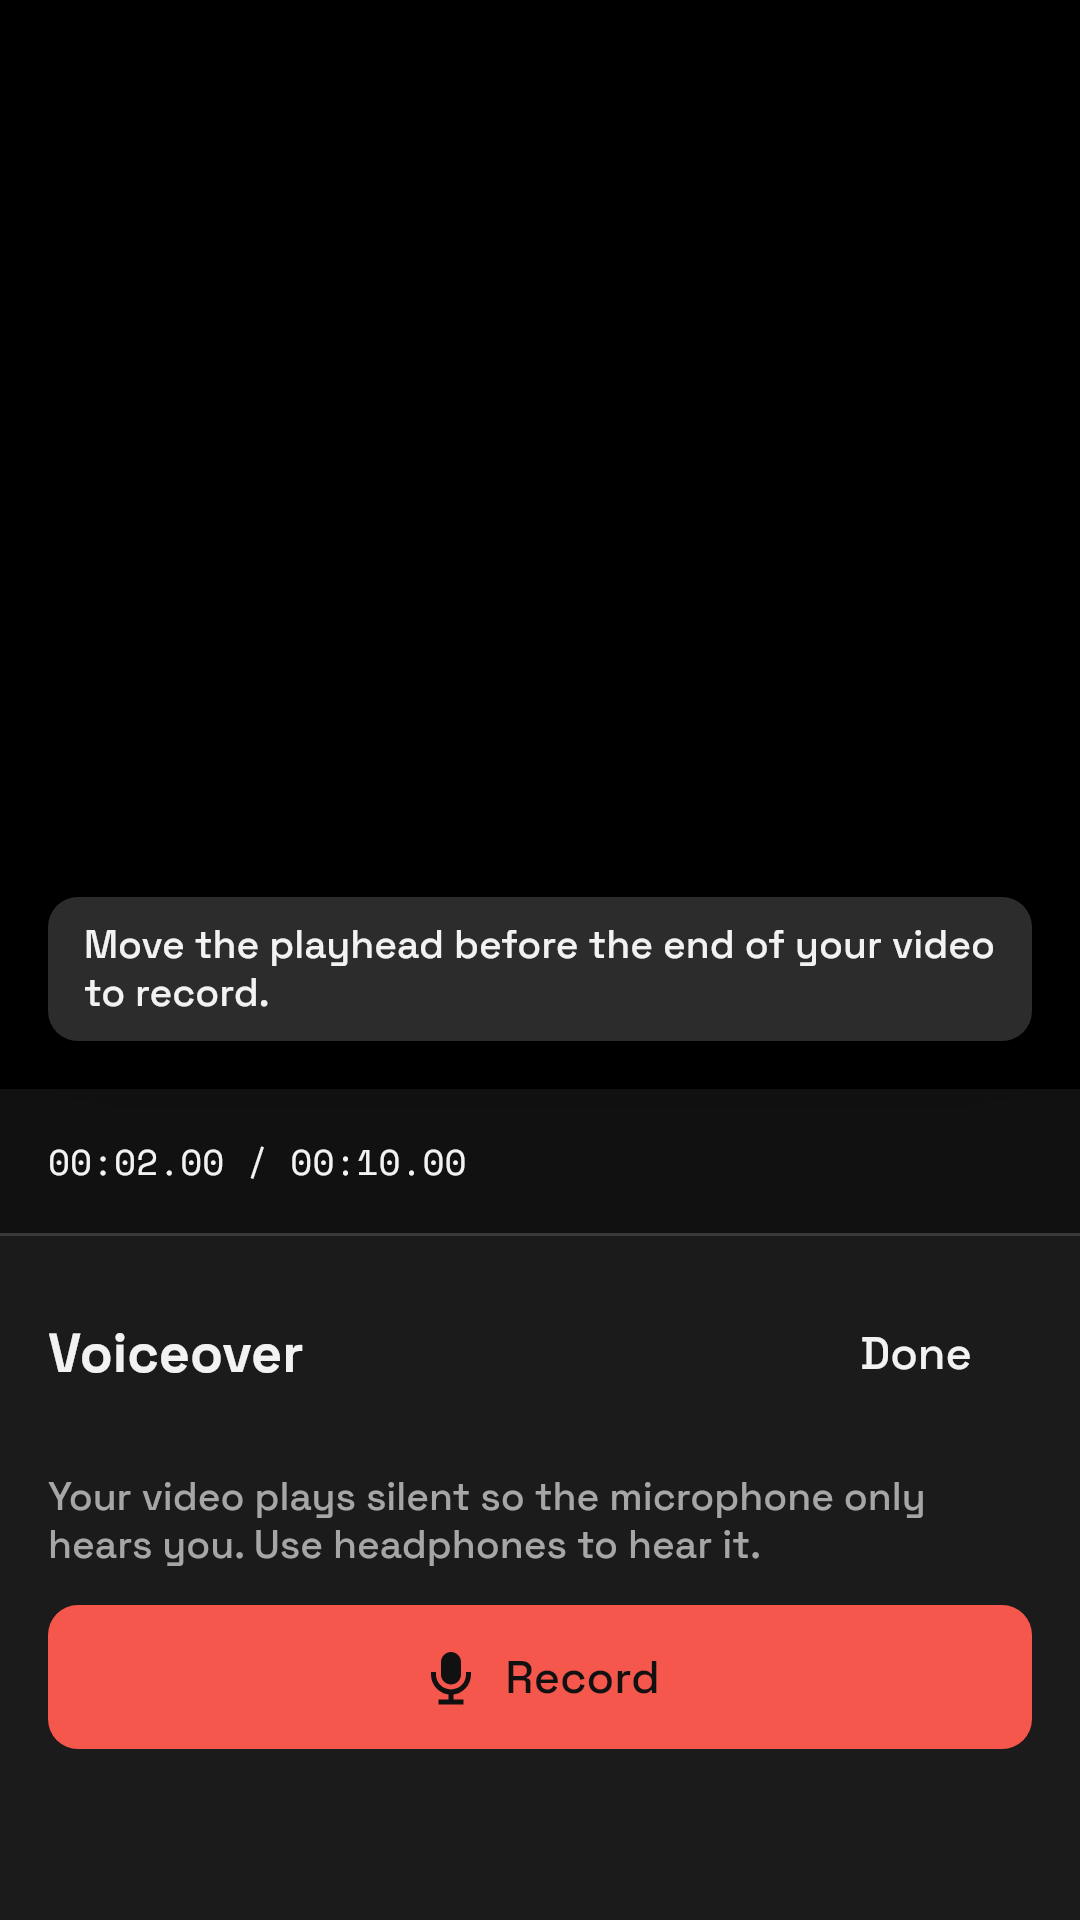 Move the playhead before the end of your video
to record.
00:02.00 / 00:10.00
Voiceover
Done
Your video plays silent so the microphone only
hears you. Use headphones to hear it.
Record